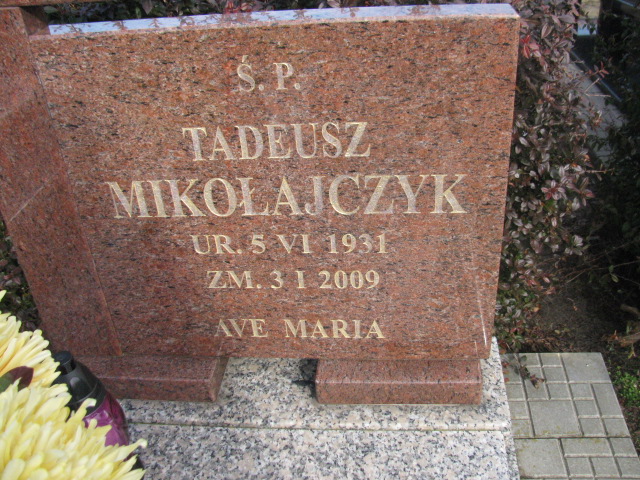 Ś. P.
TADEUSZ
MIKOŁAJCZYK
UR. 5 VI 1931
ZM. 3 I 2009
AVE MARIA